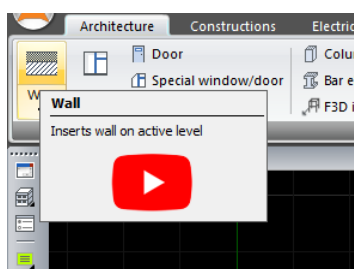 Architecture Constructions
Door
Special window/door
Wall
Inserts wall on active level